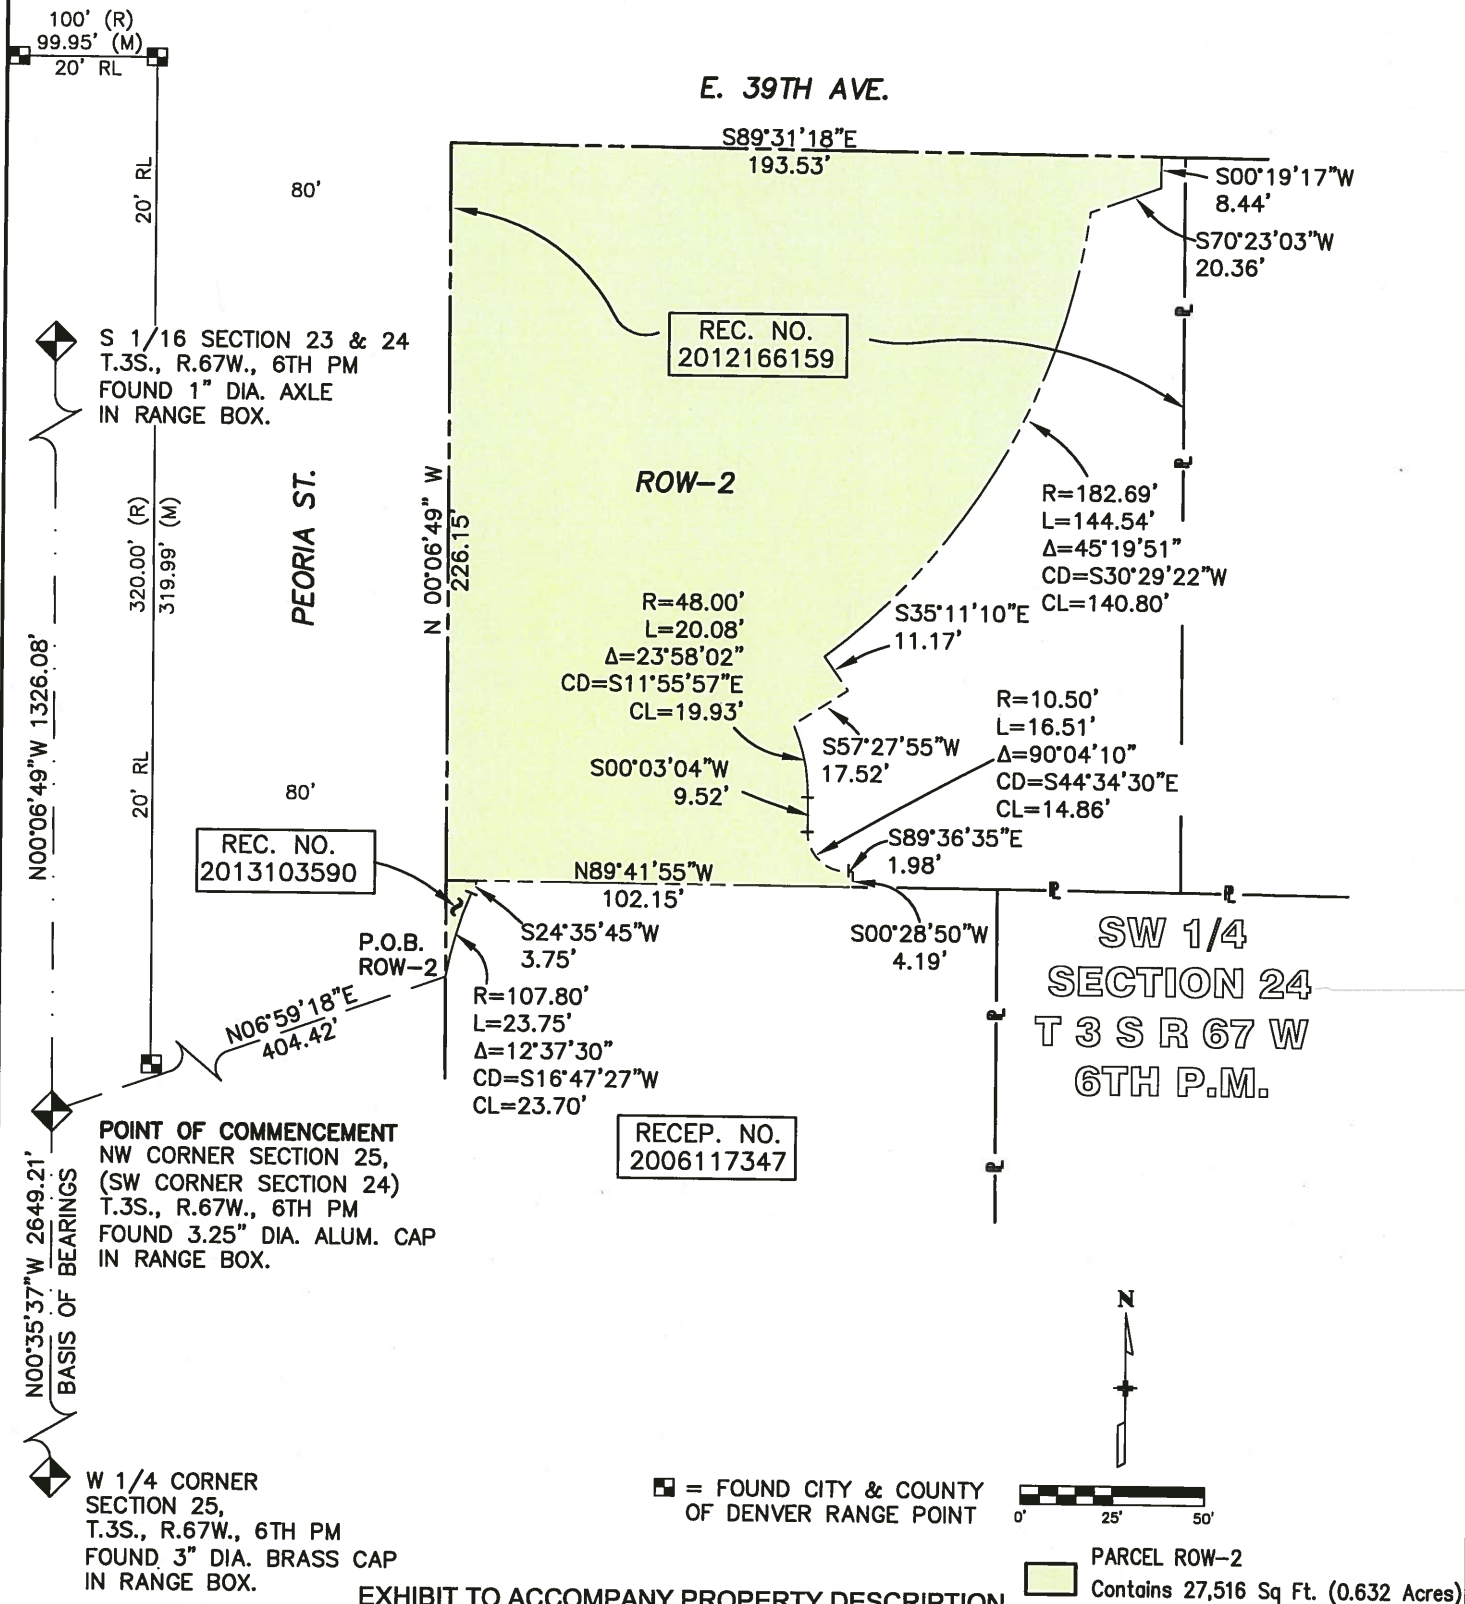 100' (R)
99.95' (M)
20' RL
E. 39TH AVE.
S89°31'18"E
193.53'
S00°19'17"W
8.44'
S70°23'03"W
20.36'
20' RL
80'
REC. NO.
2012166159
S 1/16 SECTION 23 & 24
T.3S., R.67W., 6TH PM
FOUND 1" DIA. AXLE
IN RANGE BOX.
PL
PL
ROW-2
N 00°06'49" W
226.15'
PEORIA ST.
320.00' (R)
319.99' (M)
R=182.69'
L=144.54'
Δ=45°19'51"
CD=S30°29'22"W
CL=140.80'
R=48.00'
L=20.08'
Δ=23°58'02"
CD=S11°55'57"E
CL=19.93'
S35°11'10"E
11.17'
N00°06'49"W 1326.08'
S57°27'55"W
17.52'
R=10.50'
L=16.51'
Δ=90°04'10"
CD=S44°34'30"E
CL=14.86'
S00°03'04"W
9.52'
20' RL
80'
REC. NO.
2013103590
S89°36'35"E
1.98'
N89°41'55"W
102.15'
PL
PL
S24°35'45"W
3.75'
S00°28'50"W
4.19'
P.O.B.
ROW-2
SW 1/4
SECTION 24
T 3 S R 67 W
6TH P.M.
PL
PL
N06°59'18"E
404.42'
R=107.80'
L=23.75'
Δ=12°37'30"
CD=S16°47'27"W
CL=23.70'
RECEP. NO.
2006117347
POINT OF COMMENCEMENT
NW CORNER SECTION 25,
(SW CORNER SECTION 24)
T.3S., R.67W., 6TH PM
FOUND 3.25" DIA. ALUM. CAP
IN RANGE BOX.
N00°35'37"W 2649.21'
BASIS OF BEARINGS
N
W 1/4 CORNER
SECTION 25,
T.3S., R.67W., 6TH PM
FOUND 3" DIA. BRASS CAP
IN RANGE BOX.
= FOUND CITY & COUNTY
OF DENVER RANGE POINT
0' 25' 50'
PARCEL ROW-2
Contains 27,516 Sq Ft. (0.632 Acres)
EXHIBIT TO ACCOMPANY PROPERTY DESCRIPTION